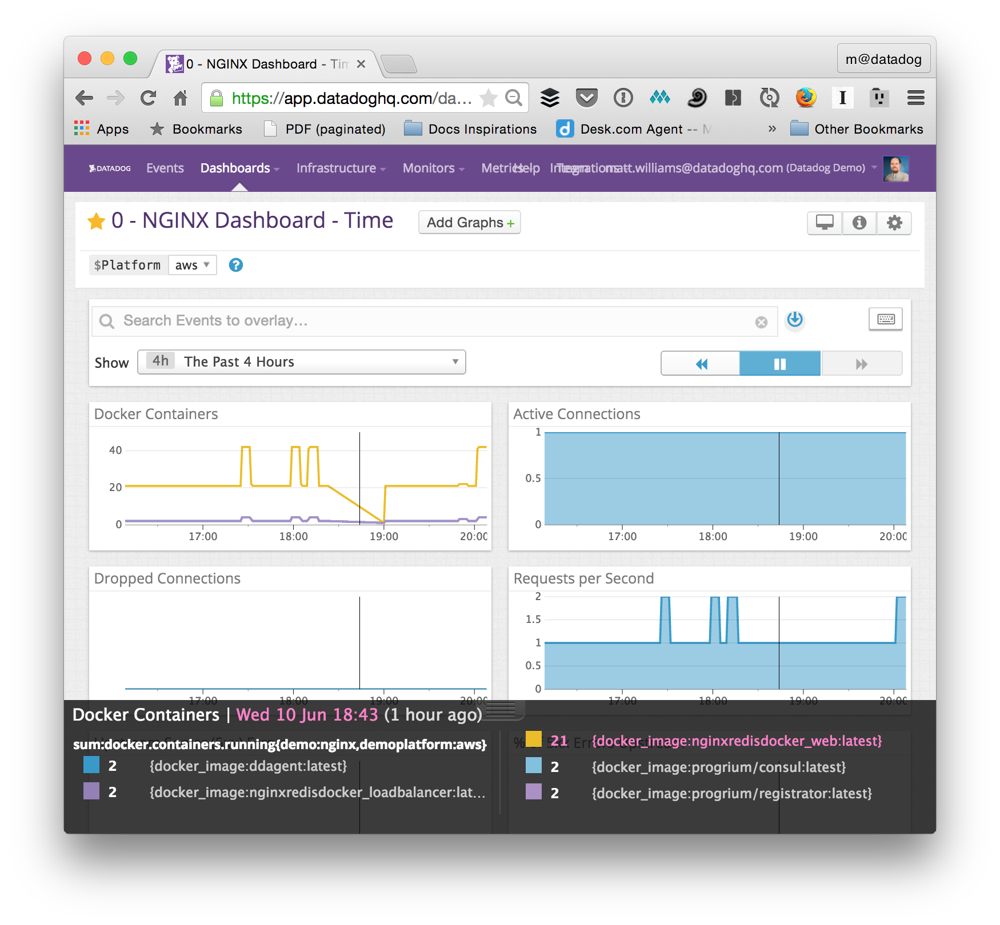 0 - NGINX Dashboard - Tim
m@datadog
https://app.datadoghq.com/da...
Apps Bookmarks PDF (paginated) Docs Inspirations Desk.com Agent -- M » Other Bookmarks
DATADOG Events Dashboards Infrastructure Monitors Metrics Help Integrations Team matt.williams@datadoghq.com (Datadog Demo)
0 - NGINX Dashboard - Time
Add Graphs +
$Platform aws ?
Search Events to overlay...
Show 4h The Past 4 Hours
Docker Containers
40
20
0
17:00 18:00 19:00 20:00
Active Connections
1
0.5
0
17:00 18:00 19:00 20:00
Dropped Connections
17:00 18:00 19:00 20:00
Requests per Second
2
1.5
1
0.5
0
17:00 18:00 19:00 20:00
Docker Containers | Wed 10 Jun 18:43 (1 hour ago)
sum:docker.containers.running{demo:nginx,demoplatform:aws}
2 {docker_image:ddagent:latest}
2 {docker_image:nginxredisdocker_loadbalancer:lat...
21 {docker_image:nginxredisdocker_web:latest}
2 {docker_image:progrium/consul:latest}
2 {docker_image:progrium/registrator:latest}